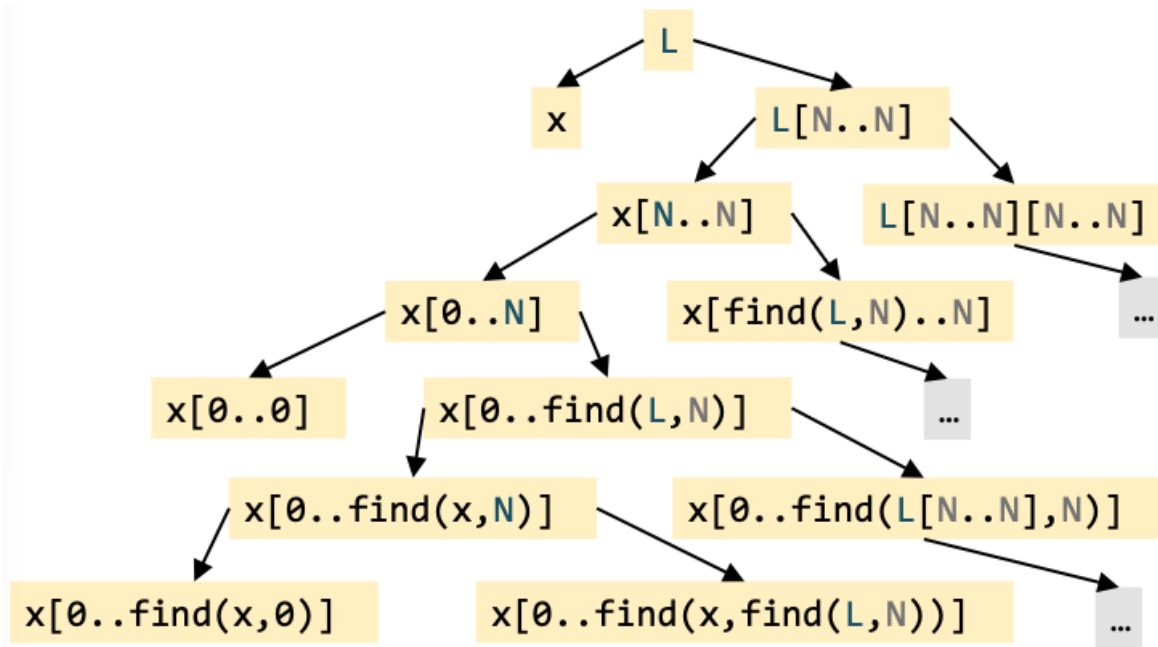 L
x
L[N..N]
x[N..N]
L[N..N][N..N]
x[0..N]
x[find(L,N)..N]
…
x[0..0]
x[0..find(L,N)]
…
x[0..find(x,N)]
x[0..find(L[N..N],N)]
x[0..find(x,0)]
x[0..find(x,find(L,N))]
…